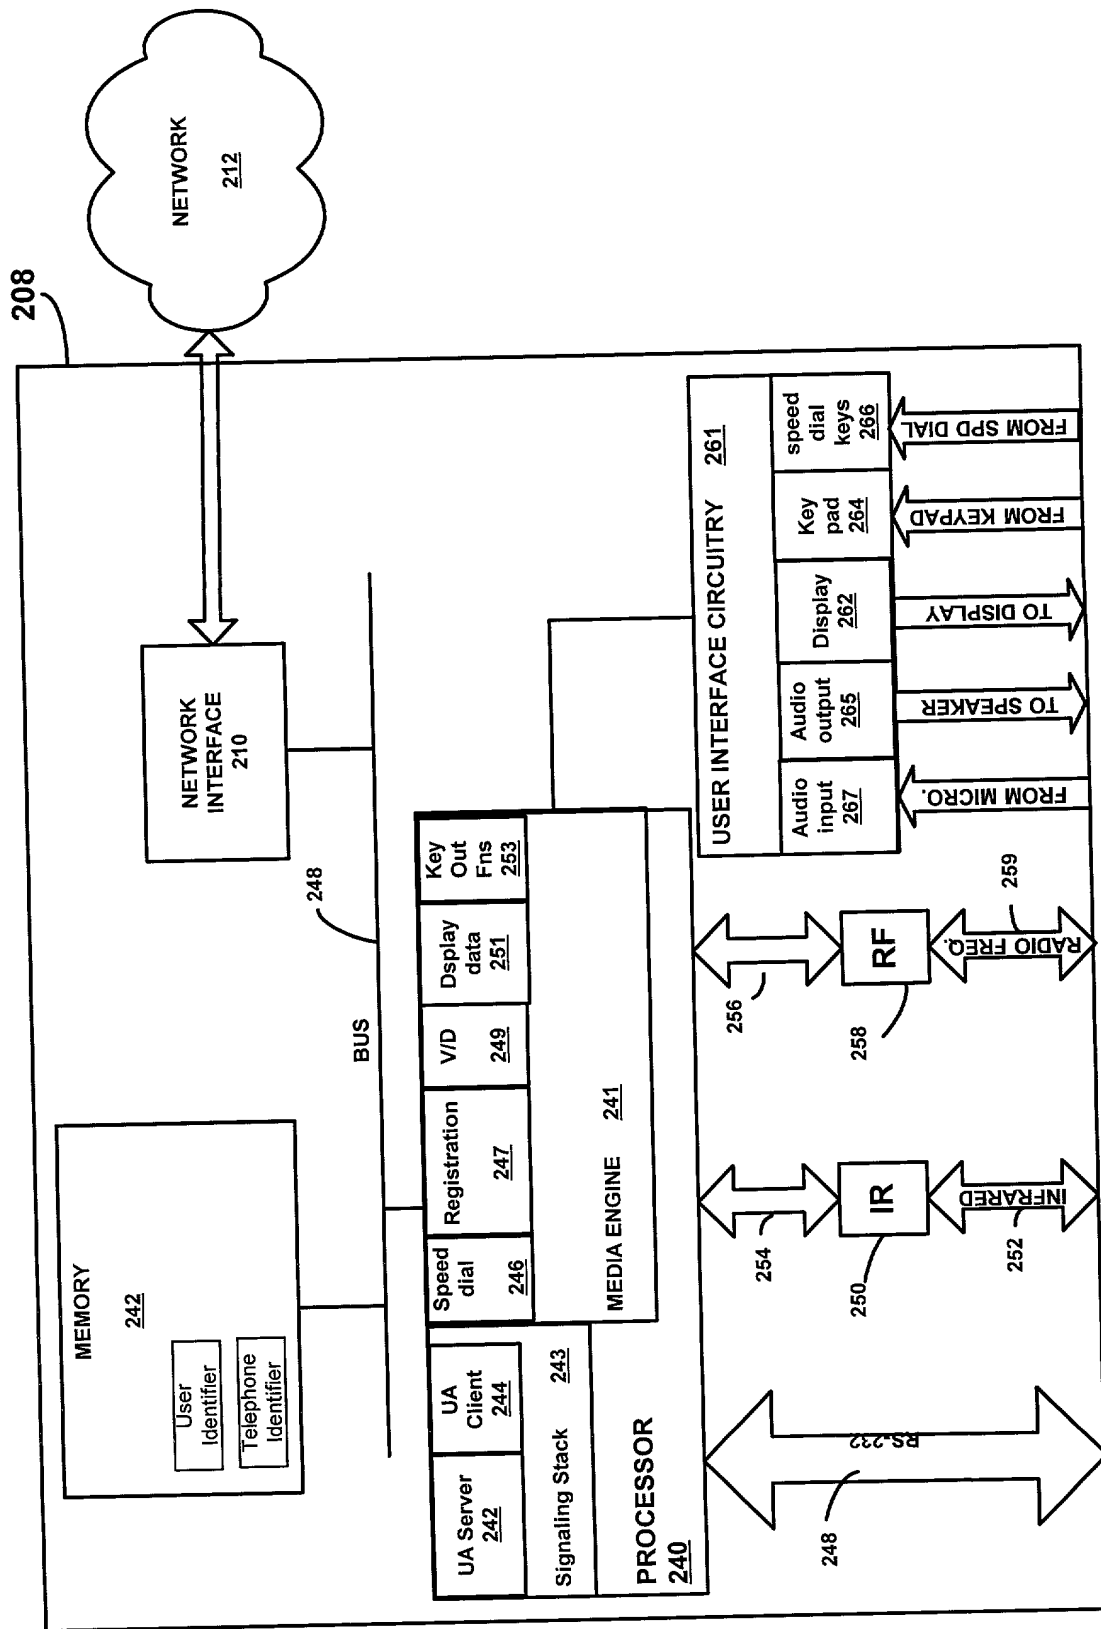 208
NETWORK
212
MEMORY
242
User
Identifier
Telephone
Identifier
NETWORK
INTERFACE
210
BUS
248
UA Server
242
UA
Client
244
Signaling Stack
243
Speed
dial
246
Registration
247
V/D
249
Dsplay
data
251
Key
Out
Fns
253
MEDIA ENGINE
241
PROCESSOR
240
USER INTERFACE CIRCUITRY
261
Audio
input
267
Audio
output
265
Display
262
Key
pad
264
speed
dial
keys
266
FROM MICRO.
TO SPEAKER
TO DISPLAY
FROM KEYPAD
FROM SPD DIAL
RS-232
248
254
IR
250
INFRARED
252
256
RF
258
RADIO FREQ.
259